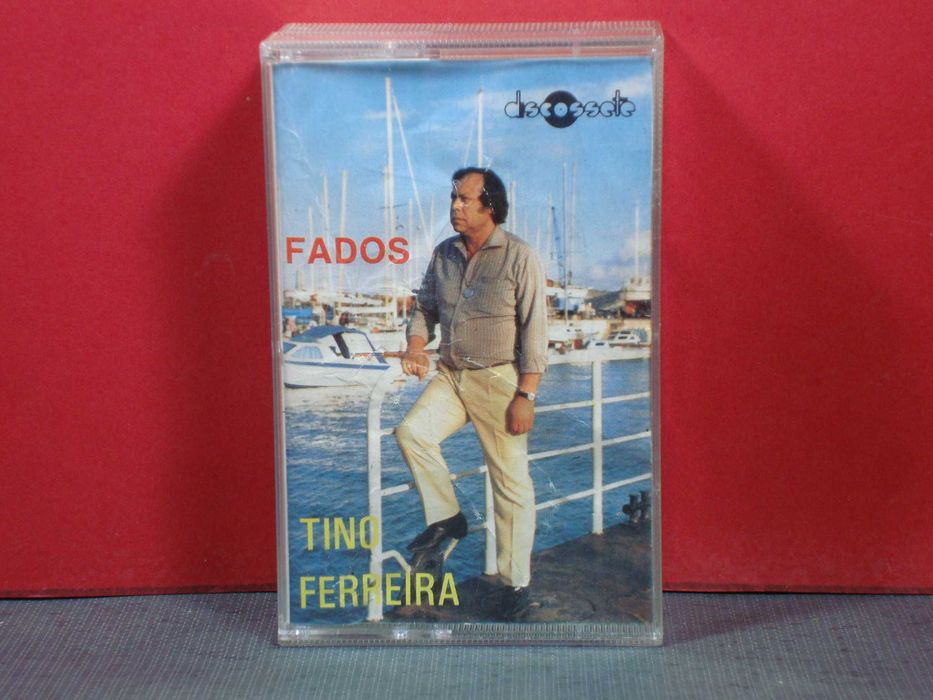 discossete
FADOS
TINO
FERREIRA